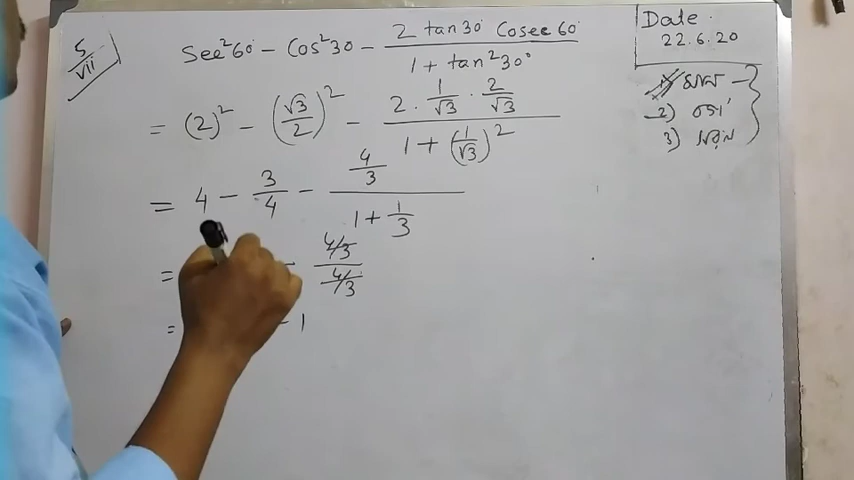 5/vii
Sec²60° - Cos²30 - (2 tan30° Cosec60°)/(1 + tan²30°)
= (2)² - (√3/2)² - (2 · 1/√3 · 2/√3)/(1 + (1/√3)²)
= 4 - 3/4 - (4/3)/(1 + 1/3)
= - (4/3)/(4/3)
= - 1
Date
22.6.20
2)
3)